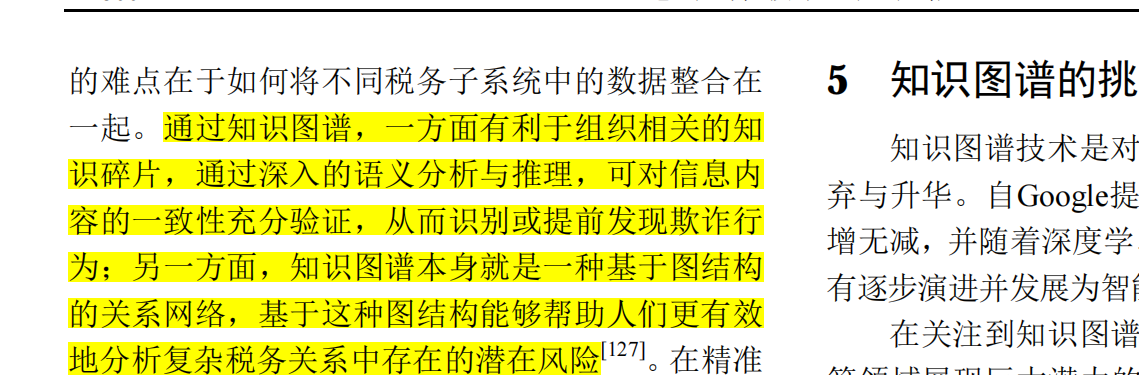 的难点在于如何将不同税务子系统中的数据整合在
一起。通过知识图谱，一方面有利于组织相关的知
识碎片，通过深入的语义分析与推理，可对信息内
容的一致性充分验证，从而识别或提前发现欺诈行
为；另一方面，知识图谱本身就是一种基于图结构
的关系网络，基于这种图结构能够帮助人们更有效
地分析复杂税务关系中存在的潜在风险[127]。在精准
5 知识图谱的挑
知识图谱技术是对
弃与升华。自Google提
增无减，并随着深度学
有逐步演进并发展为智能
在关注到知识图谱